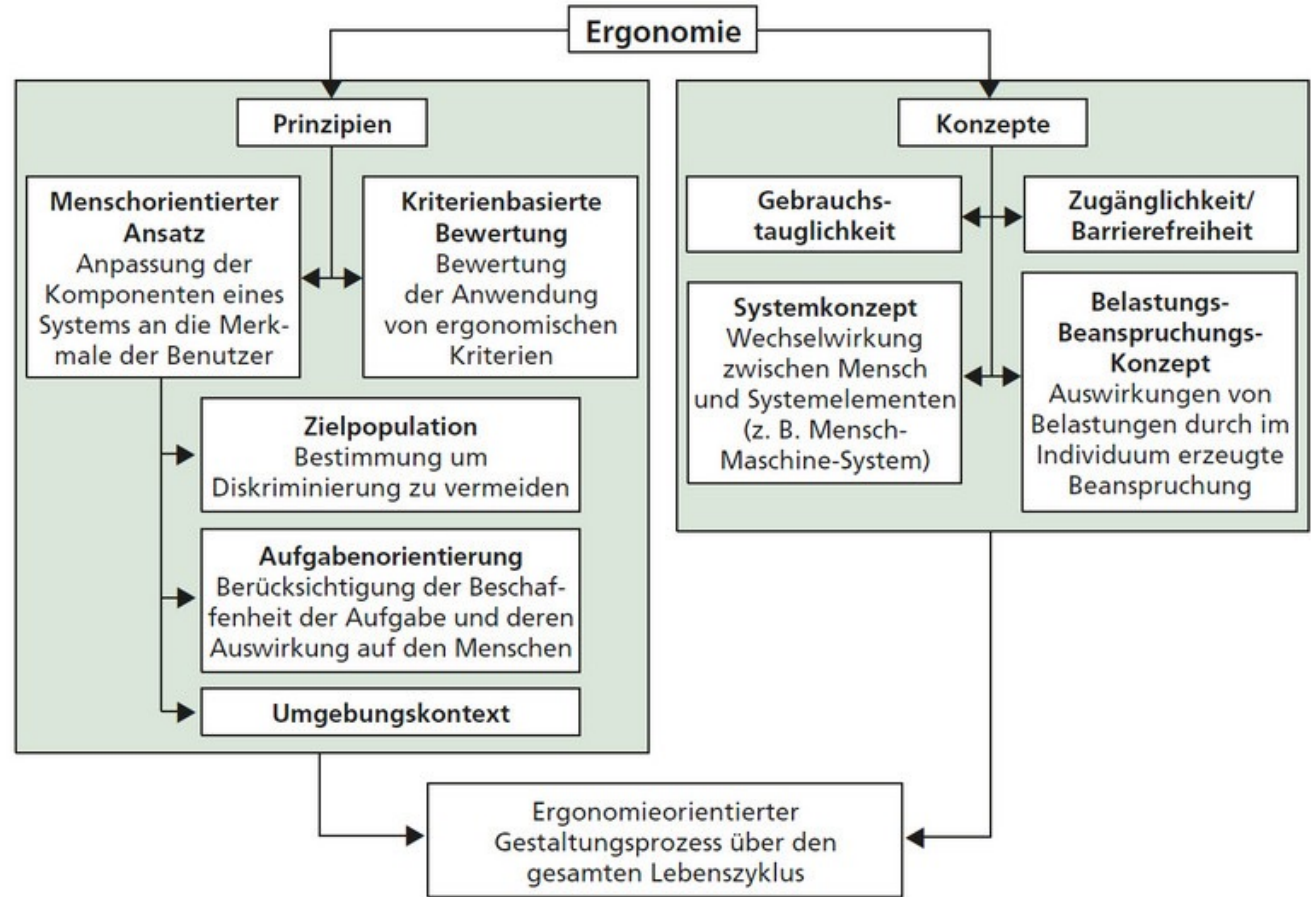 Ergonomie
Prinzipien
Menschorientierter
Ansatz
Anpassung der
Komponenten eines
Systems an die Merk-
male der Benutzer
Kriterienbasierte
Bewertung
Bewertung
der Anwendung
von ergonomischen
Kriterien
Zielpopulation
Bestimmung um
Diskriminierung zu vermeiden
Aufgabenorientierung
Berücksichtigung der Beschaf-
fenheit der Aufgabe und deren
Auswirkung auf den Menschen
Umgebungskontext
Konzepte
Gebrauchs-
tauglichkeit
Zugänglichkeit/
Barrierefreiheit
Systemkonzept
Wechselwirkung
zwischen Mensch
und Systemelementen
(z. B. Mensch-
Maschine-System)
Belastungs-
Beanspruchungs-
Konzept
Auswirkungen von
Belastungen durch im
Individuum erzeugte
Beanspruchung
Ergonomieorientierter
Gestaltungsprozess über den
gesamten Lebenszyklus